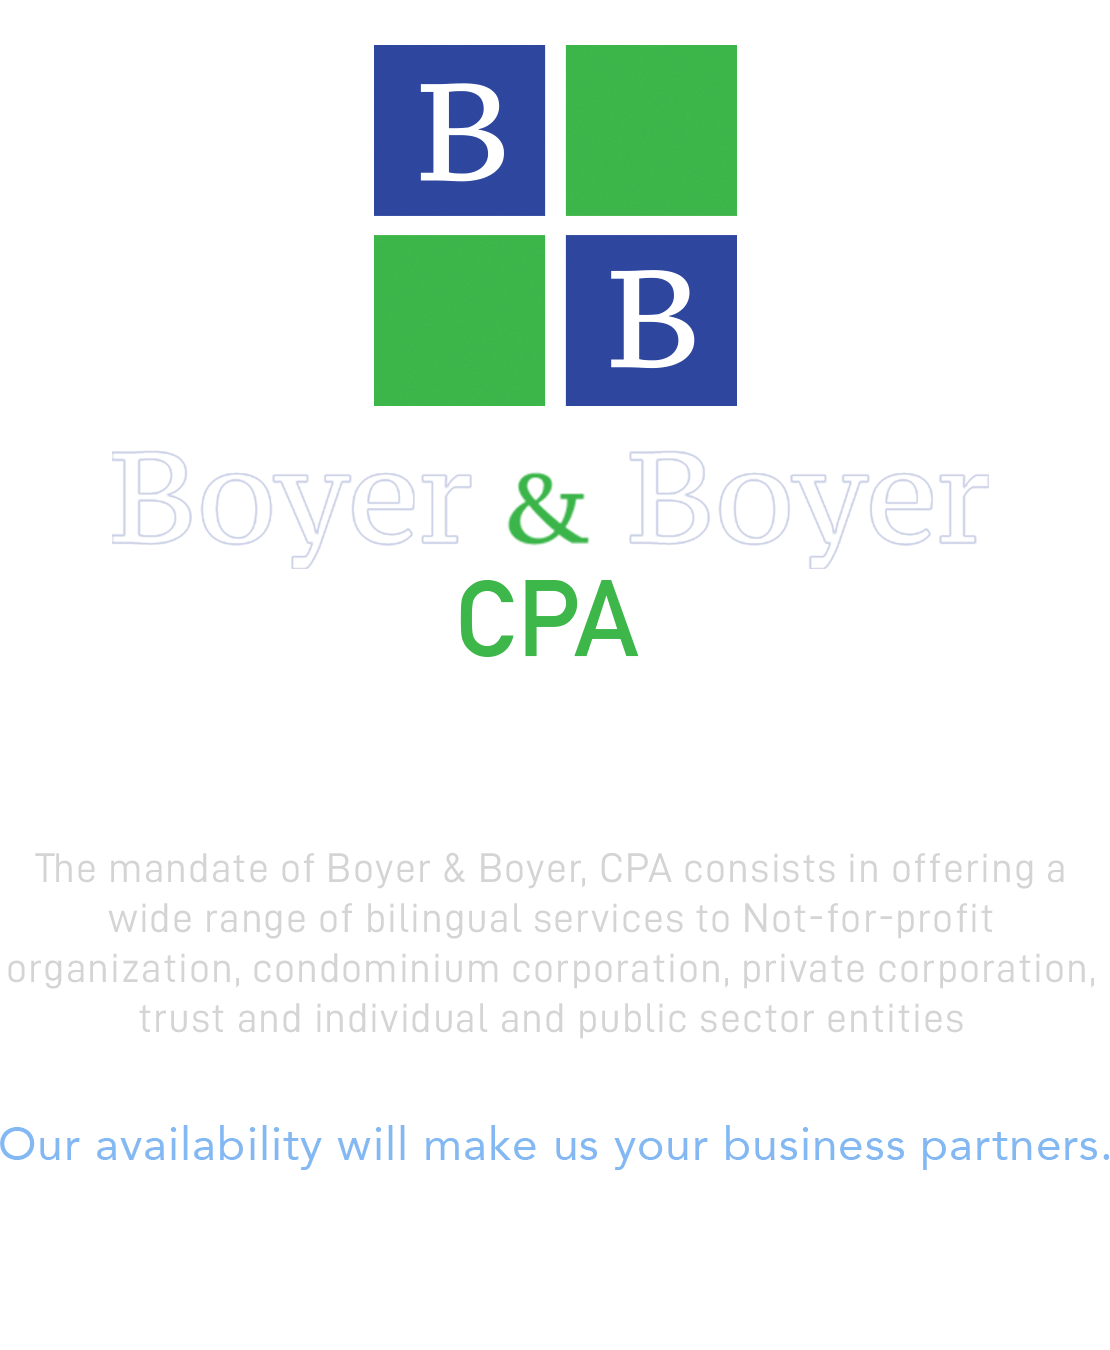 B
B
Boyer & Boyer
CPA
The mandate of Boyer & Boyer, CPA consists in offering a
wide range of bilingual services to Not-for-profit
organization, condominium corporation, private corporation,
trust and individual and public sector entities
Our availability will make us your business partners.